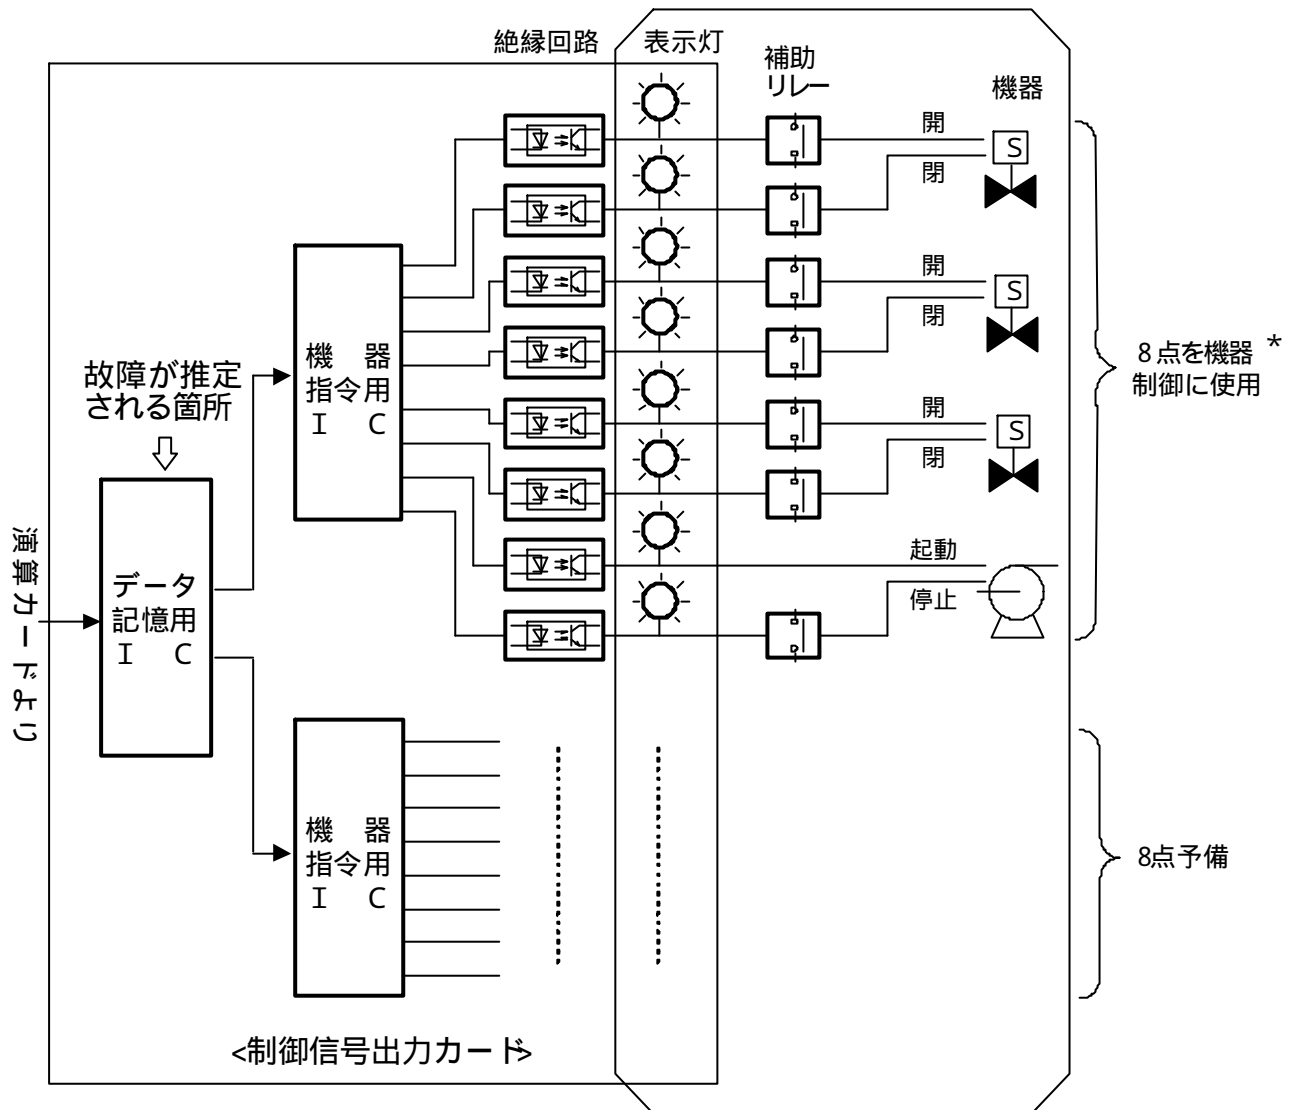 絶縁回路
表示灯
補助
リレー
機器
開
閉
S
開
閉
S
開
閉
S
起動
停止
8点を機器 *
制御に使用
故障が推定
される箇所
機 器
指令用
I C
演算カードより
データ
記憶用
I C
機 器
指令用
I C
8点予備
<制御信号出力カード>